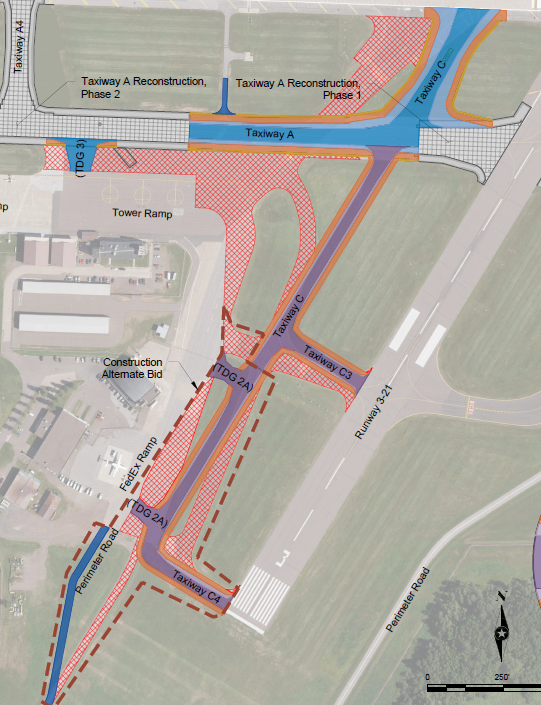 Taxiway A4
Taxiway A Reconstruction,
Phase 2
Taxiway A Reconstruction,
Phase 1
Taxiway C
Taxiway A
(TDG 3)
Tower Ramp
Taxiway C
Taxiway C3
Construction
Alternate Bid
(TDG 2A)
Runway 3-21
FedEx Ramp
(TDG 2A)
Perimeter Road
Taxiway C4
3
Perimeter Road
0
250'